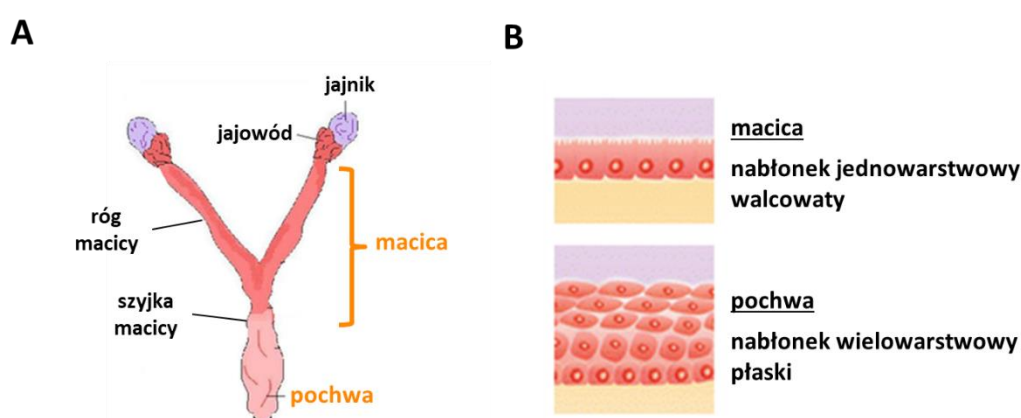 A
jajnik
jajowód
róg
macicy
macica
szyjka
macicy
pochwa
B
macica
nabłonek jednowarstwowy
walcowaty
pochwa
nabłonek wielowarstwowy
płaski